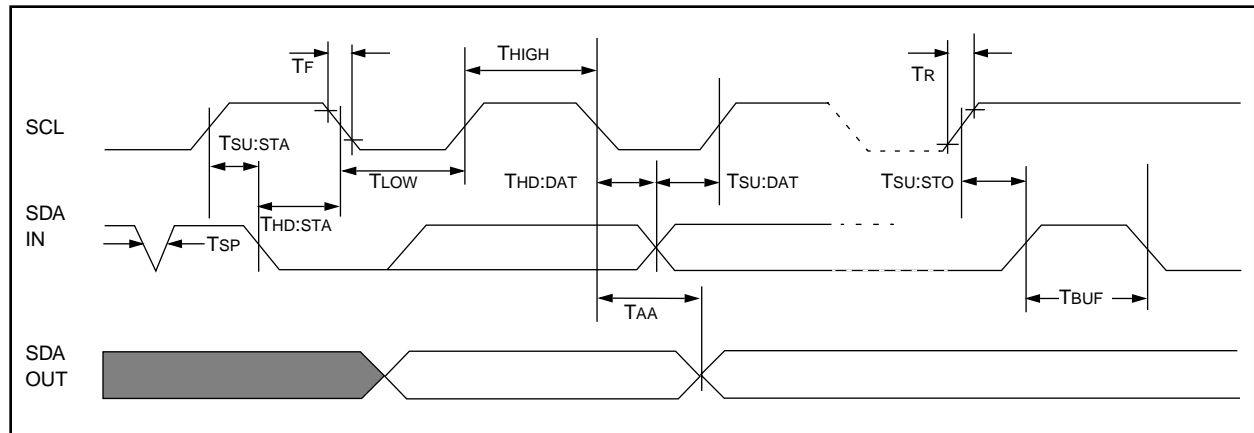 TF
THIGH
TR
SCL
TSU:STA
TLOW
THD:DAT
TSU:DAT
TSU:STO
SDA
IN
THD:STA
TSP
TAA
TBUF
SDA
OUT